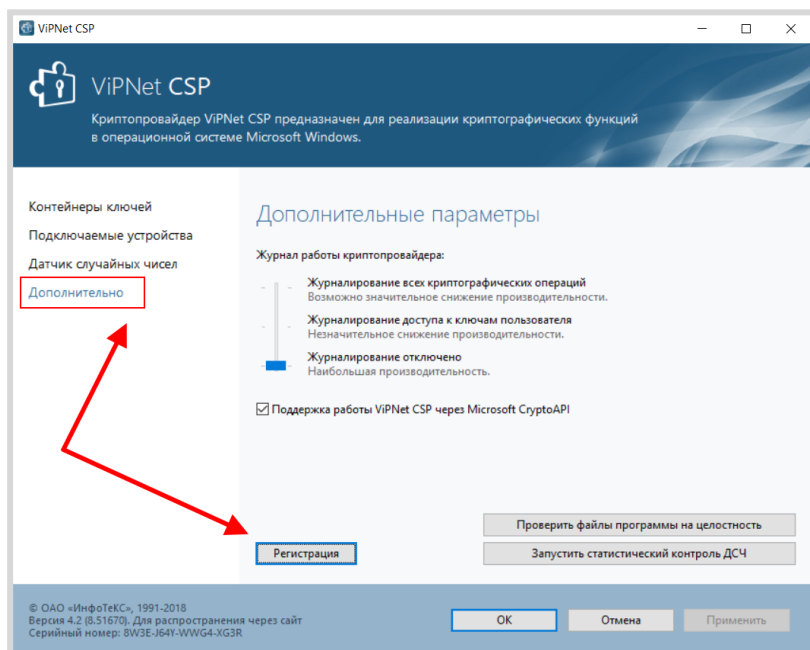 ViPNet CSP
ViPNet CSP
Криптопровайдер ViPNet CSP предназначен для реализации криптографических функций
в операционной системе Microsoft Windows.
Контейнеры ключей
Подключаемые устройства
Датчик случайных чисел
Дополнительно
Дополнительные параметры
Журнал работы криптопровайдера:
Журналирование всех криптографических операций
Возможно значительное снижение производительности.
Журналирование доступа к ключам пользователя
Незначительное снижение производительности.
Журналирование отключено
Наибольшая производительность.
Поддержка работы ViPNet CSP через Microsoft CryptoAPI
Проверить файлы программы на целостность
Регистрация
Запустить статистический контроль ДСЧ
© ОАО «ИнфоТеКС», 1991-2018
Версия 4.2 (8.51670). Для распространения через сайт
Серийный номер: 8W3E-J64Y-WWG4-XG3R
ОК
Отмена
Применить